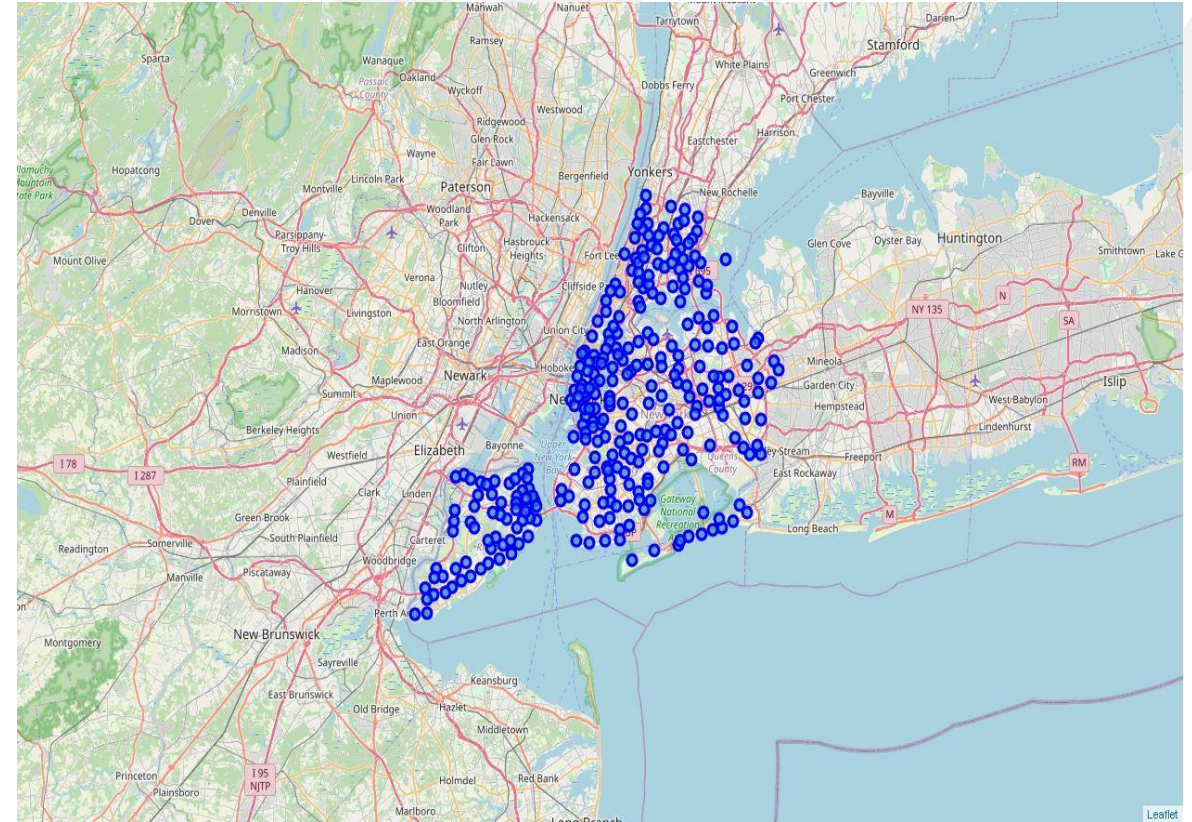 Mahwah
Nanuet
Tarrytown
Darien
Sparta
Ramsey
Stamford
Wanaque
White Plains
Oakland
Greenwich
Passaic
County
Wyckoff
Dobbs Ferry
Port Chester
Westwood
Ridgewood
Harrison
Glen Rock
Eastchester
Wayne
Fair Lawn
Hopatcong
Yonkers
Mountain
Lincoln Park
Bergenfield
Montville
Paterson
New Rochelle
Bayville
Woodland
Park
Denville
Dover
Hackensack
Parsippany-
Troy Hills
Clifton
Hasbrouck
Heights
Fort Lee
Glen Cove
Oyster Bay
Huntington
Smithtown
Mount Olive
Verona
Nutley
Cliffside
Hanover
Bloomfield
N
Morristown
Livingston
North Arlington
Union City
NY 135
SA
East Orange
Madison
Mineola
Newark
Maplewood
Garden City
Islip
Summit
West Babylon
Union
Hempstead
Lindenhurst
Berkeley Heights
Elizabeth
Bayonne
Upper
New York
Bay
Westfield
Freeport
I 78
Queens
County
RM
I 287
East Rockaway
Plainfield
Clark
Linden
Gateway
National
M
Green Brook
Long Beach
South Plainfield
Carteret
Readington
Somerville
Woodbridge
Piscataway
Manville
Perth
New Brunswick
Montgomery
Sayreville
Keansburg
East Brunswick
Old Bridge
Hazlet
Middletown
Princeton
I 95
NJTP
Red Bank
Plainsboro
Holmdel
Marlboro
Long Branch
Leaflet